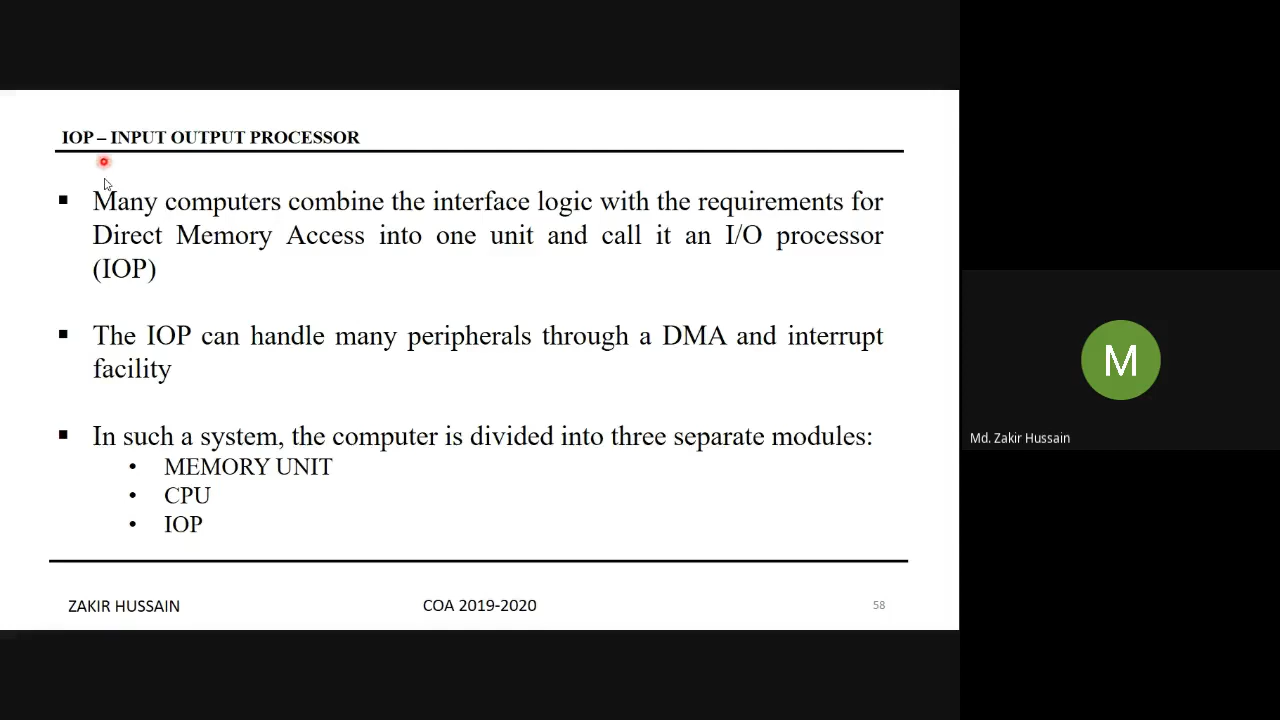 IOP – INPUT OUTPUT PROCESSOR
▪ Many computers combine the interface logic with the requirements for
Direct Memory Access into one unit and call it an I/O processor
(IOP)
▪ The IOP can handle many peripherals through a DMA and interrupt
facility
▪ In such a system, the computer is divided into three separate modules:
• MEMORY UNIT
• CPU
• IOP
ZAKIR HUSSAIN COA 2019-2020 58
M
Md. Zakir Hussain